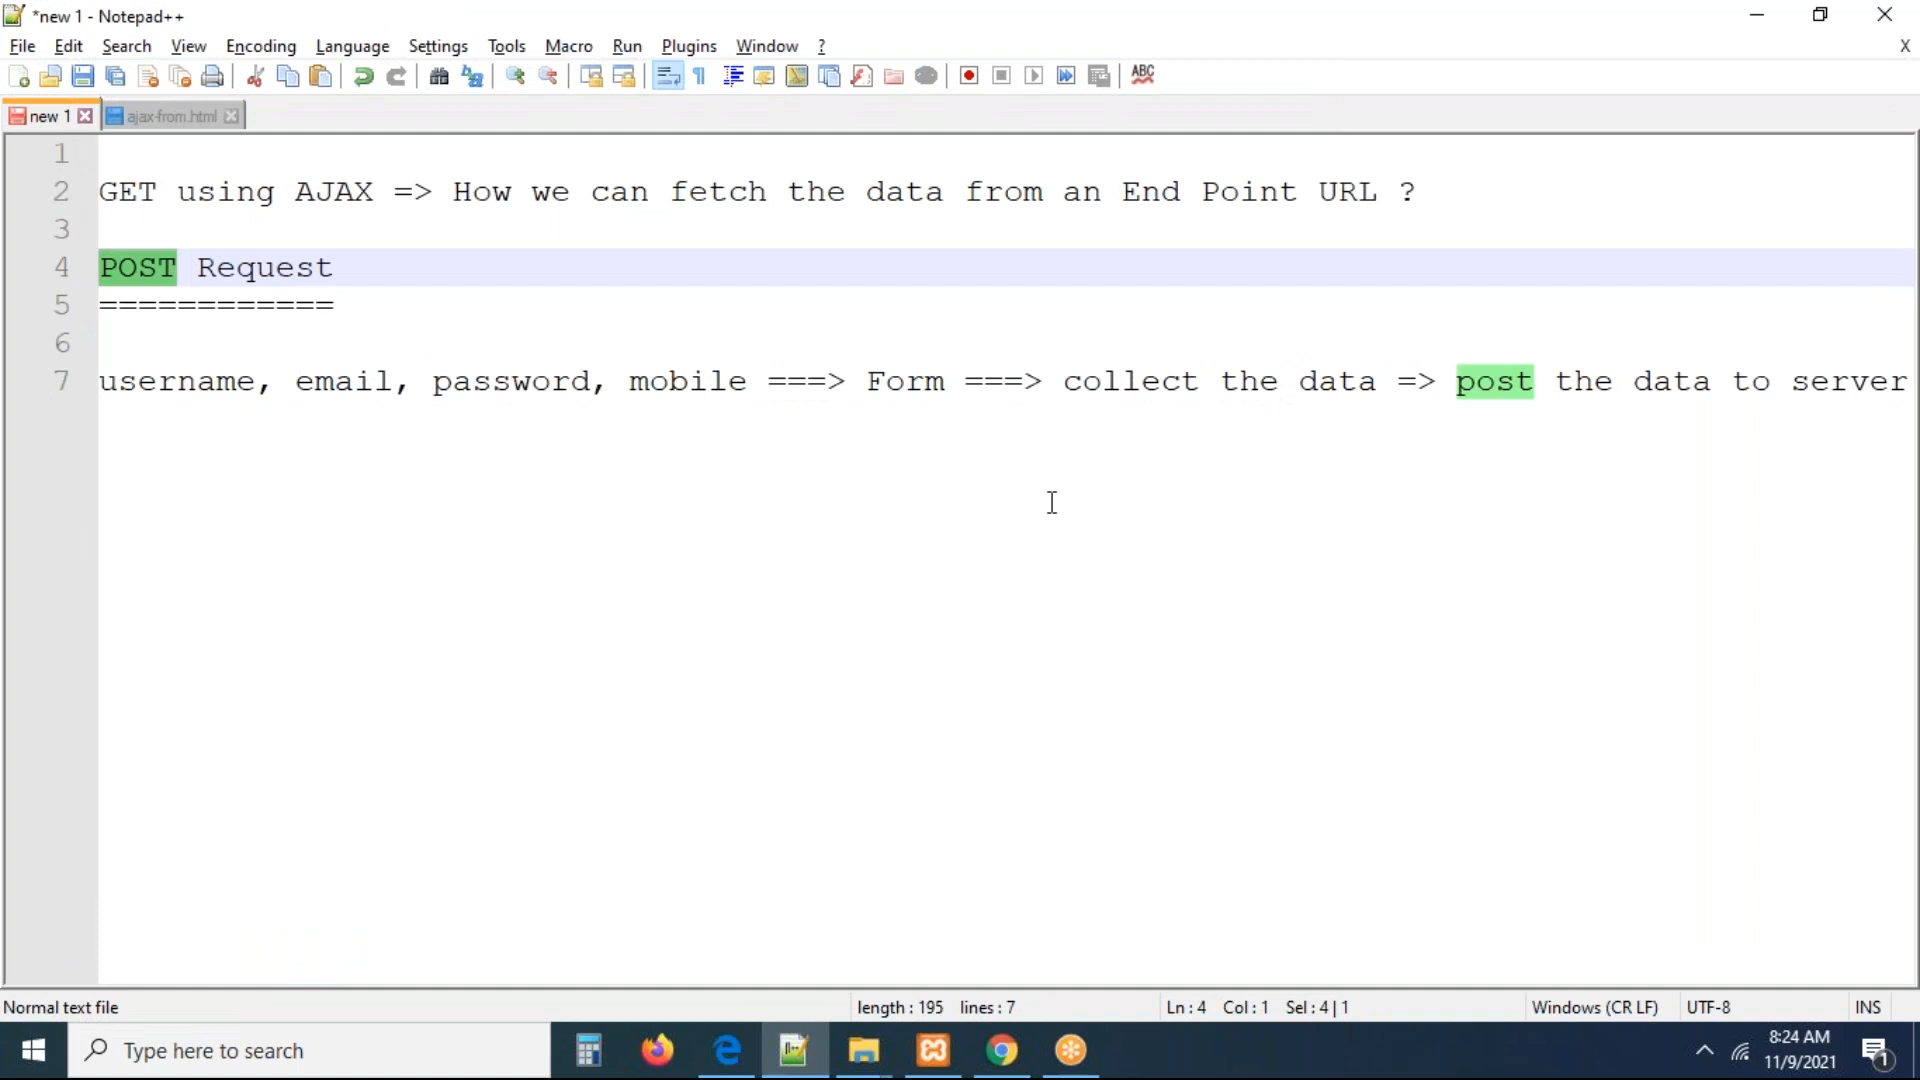 *new 1 - Notepad++
File Edit Search View Encoding Language Settings Tools Macro Run Plugins Window ?
X
ABC
new 1 ajax-from.html
1
2 GET using AJAX => How we can fetch the data from an End Point URL ?
3
4 POST Request
5 ============
6
7 username, email, password, mobile ===> Form ===> collect the data => post the data to server
Normal text file length : 195 lines : 7 Ln : 4 Col : 1 Sel : 4 | 1 Windows (CR LF) UTF-8 INS
Type here to search
8:24 AM
11/9/2021
1